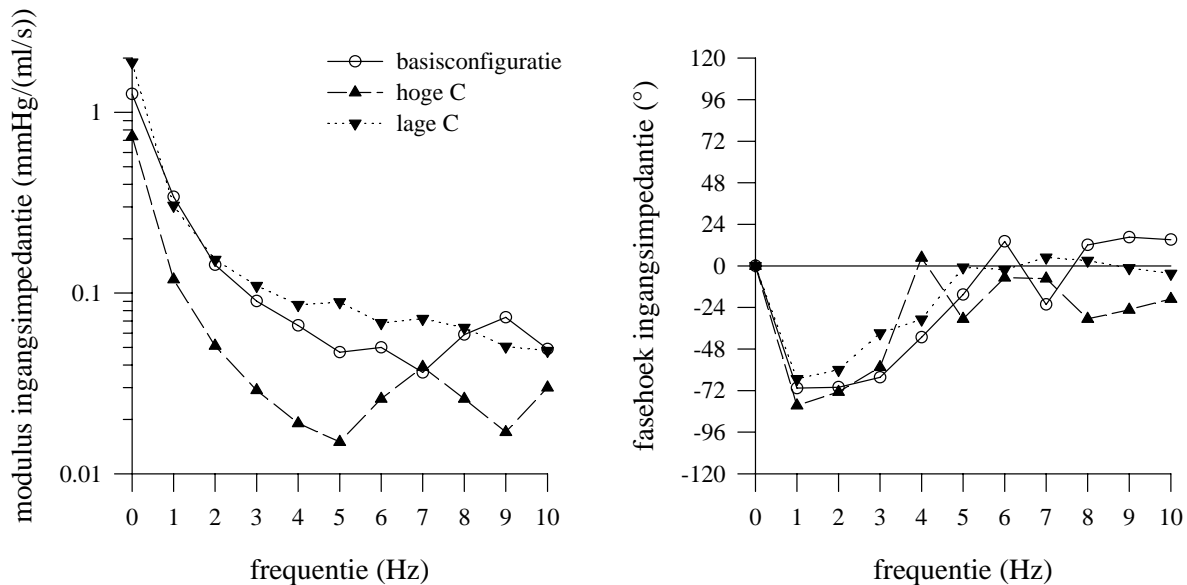 modulus ingangsimpedantie (mmHg/(ml/s))
1
0.1
0.01
basisconfiguratie
hoge C
lage C
0 1 2 3 4 5 6 7 8 9 10
frequentie (Hz)
fasehoek ingangsimpedantie (°)
120
96
72
48
24
0
-24
-48
-72
-96
-120
0 1 2 3 4 5 6 7 8 9 10
frequentie (Hz)